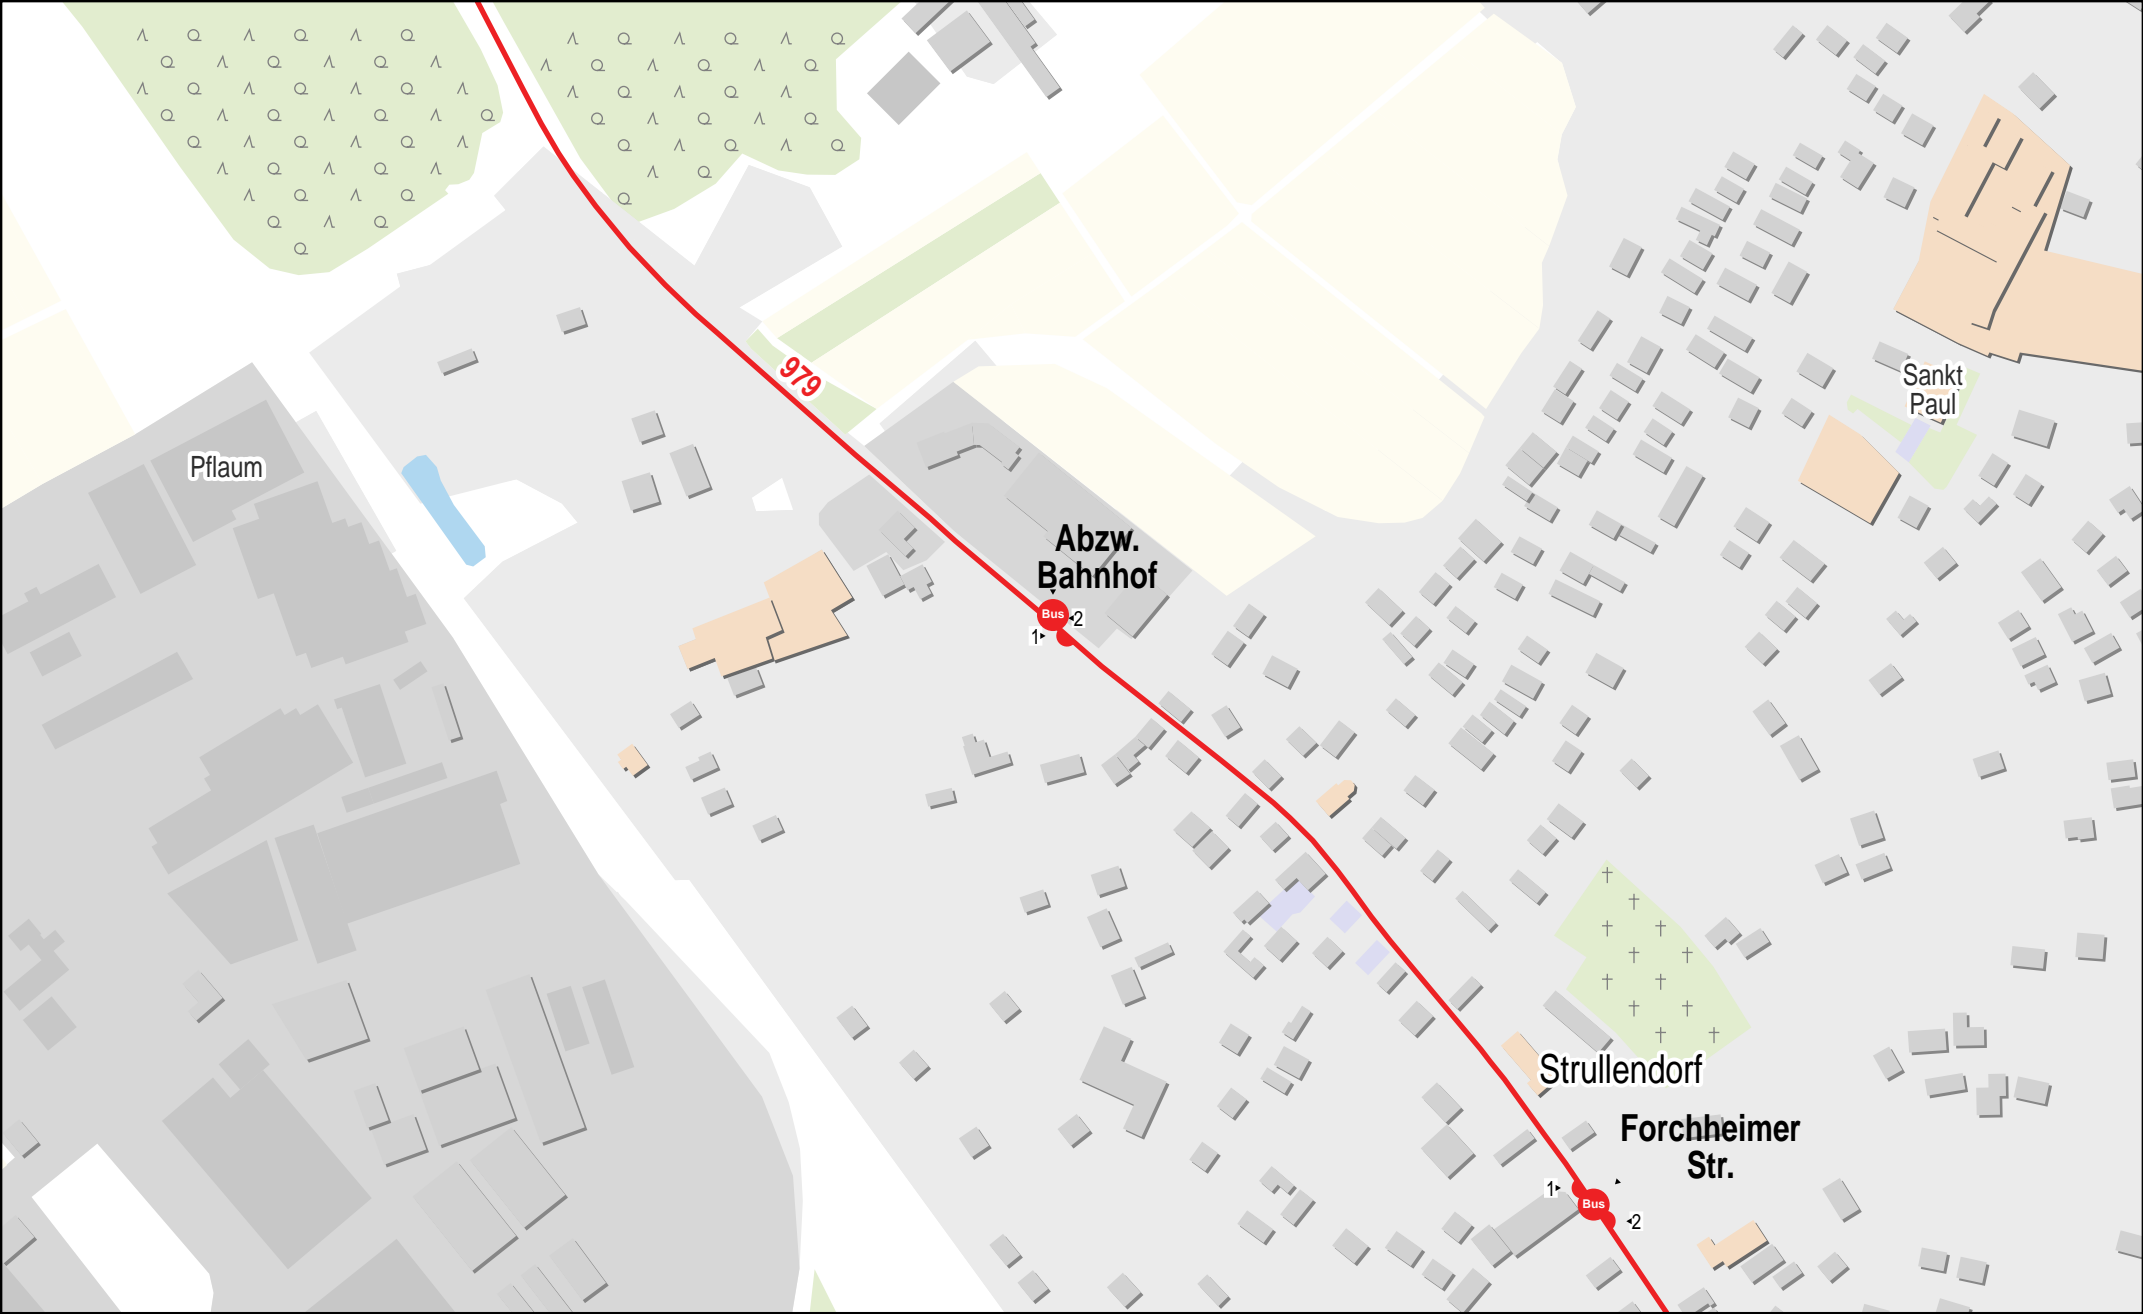 979
Sankt
Paul
Pflaum
Abzw.
Bahnhof
Bus
2
1
Strullendorf
Forchheimer
Str.
1
Bus
2